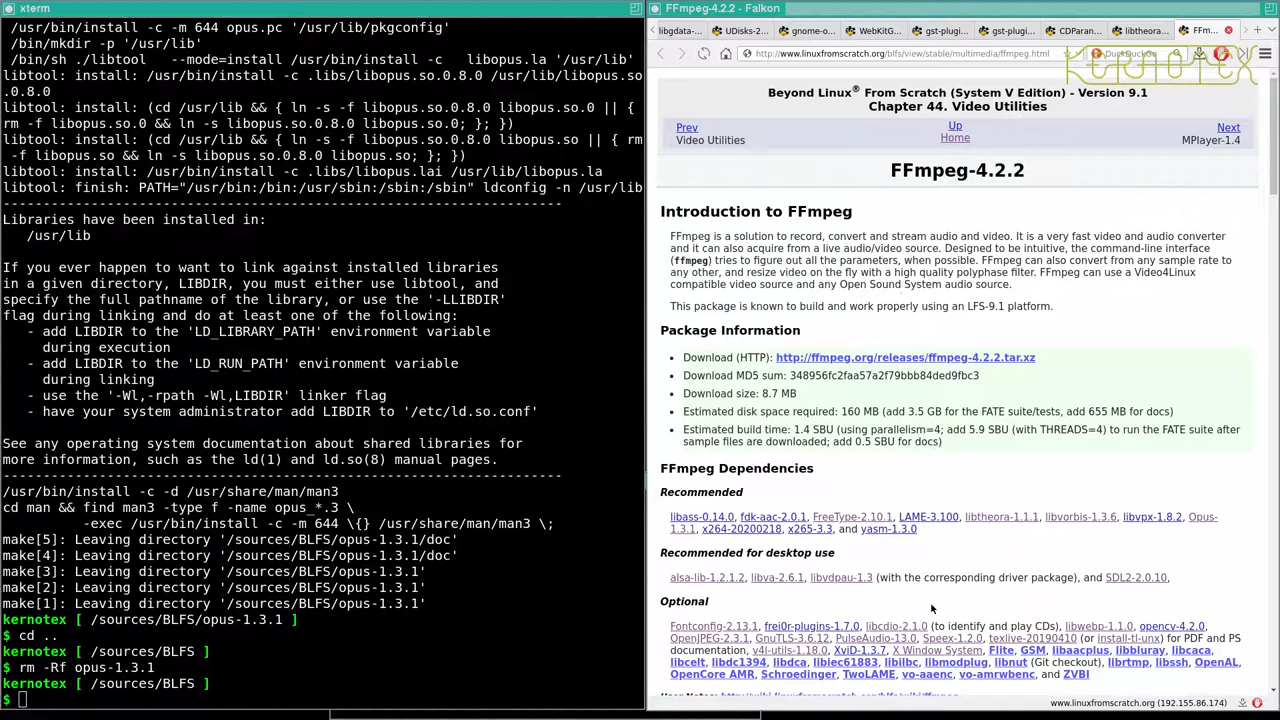 xterm
/usr/bin/install -c -m 644 opus.pc '/usr/lib/pkgconfig'
/bin/mkdir -p '/usr/lib'
/bin/sh ./libtool   --mode=install /usr/bin/install -c   libopus.la '/usr/lib'
libtool: install: /usr/bin/install -c .libs/libopus.so.0.8.0 /usr/lib/libopus.so
.0.8.0
libtool: install: (cd /usr/lib && { ln -s -f libopus.so.0.8.0 libopus.so.0 || {
rm -f libopus.so.0 && ln -s libopus.so.0.8.0 libopus.so.0; }; })
libtool: install: (cd /usr/lib && { ln -s -f libopus.so.0.8.0 libopus.so || { rm
-f libopus.so && ln -s libopus.so.0.8.0 libopus.so; }; })
libtool: install: /usr/bin/install -c .libs/libopus.lai /usr/lib/libopus.la
libtool: finish: PATH="/usr/bin:/bin:/usr/sbin:/sbin:/sbin" ldconfig -n /usr/lib
----------------------------------------------------------------------
Libraries have been installed in:
   /usr/lib
If you ever happen to want to link against installed libraries
in a given directory, LIBDIR, you must either use libtool, and
specify the full pathname of the library, or use the '-LLIBDIR'
flag during linking and do at least one of the following:
   - add LIBDIR to the 'LD_LIBRARY_PATH' environment variable
     during execution
   - add LIBDIR to the 'LD_RUN_PATH' environment variable
     during linking
   - use the '-Wl,-rpath -Wl,LIBDIR' linker flag
   - have your system administrator add LIBDIR to '/etc/ld.so.conf'
See any operating system documentation about shared libraries for
more information, such as the ld(1) and ld.so(8) manual pages.
----------------------------------------------------------------------
/usr/bin/install -c -d /usr/share/man/man3
cd man && find man3 -type f -name opus_*.3 \
          -exec /usr/bin/install -c -m 644 \{} /usr/share/man/man3 \;
make[5]: Leaving directory '/sources/BLFS/opus-1.3.1/doc'
make[4]: Leaving directory '/sources/BLFS/opus-1.3.1/doc'
make[3]: Leaving directory '/sources/BLFS/opus-1.3.1'
make[2]: Leaving directory '/sources/BLFS/opus-1.3.1'
make[1]: Leaving directory '/sources/BLFS/opus-1.3.1'
kernotex [ /sources/BLFS/opus-1.3.1 ]
$ cd ..
kernotex [ /sources/BLFS ]
$ rm -Rf opus-1.3.1
kernotex [ /sources/BLFS ]
$
FFmpeg-4.2.2 - Falkon
libgdata-... UDisks-2... gnome-o... WebKitG... gst-plugi... gst-plugi... CDParan... libtheora... FFm...
http://www.linuxfromscratch.org/blfs/view/stable/multimedia/ffmpeg.html DuckDuckGo
KERNOTEX
Beyond Linux® From Scratch (System V Edition) - Version 9.1
Chapter 44. Video Utilities
Prev Up Next
Video Utilities Home MPlayer-1.4
FFmpeg-4.2.2
Introduction to FFmpeg
FFmpeg is a solution to record, convert and stream audio and video. It is a very fast video and audio converter
and it can also acquire from a live audio/video source. Designed to be intuitive, the command-line interface
(ffmpeg) tries to figure out all the parameters, when possible. FFmpeg can also convert from any sample rate to
any other, and resize video on the fly with a high quality polyphase filter. FFmpeg can use a Video4Linux
compatible video source and any Open Sound System audio source.
This package is known to build and work properly using an LFS-9.1 platform.
Package Information
• Download (HTTP): http://ffmpeg.org/releases/ffmpeg-4.2.2.tar.xz
• Download MD5 sum: 348956fc2faa57a2f79bbb84ded9fbc3
• Download size: 8.7 MB
• Estimated disk space required: 160 MB (add 3.5 GB for the FATE suite/tests, add 655 MB for docs)
• Estimated build time: 1.4 SBU (using parallelism=4; add 5.9 SBU (with THREADS=4) to run the FATE suite after
sample files are downloaded; add 0.5 SBU for docs)
FFmpeg Dependencies
Recommended
libass-0.14.0, fdk-aac-2.0.1, FreeType-2.10.1, LAME-3.100, libtheora-1.1.1, libvorbis-1.3.6, libvpx-1.8.2, Opus-
1.3.1, x264-20200218, x265-3.3, and yasm-1.3.0
Recommended for desktop use
alsa-lib-1.2.1.2, libva-2.6.1, libvdpau-1.3 (with the corresponding driver package), and SDL2-2.0.10,
Optional
Fontconfig-2.13.1, frei0r-plugins-1.7.0, libcdio-2.1.0 (to identify and play CDs), libwebp-1.1.0, opencv-4.2.0,
OpenJPEG-2.3.1, GnuTLS-3.6.12, PulseAudio-13.0, Speex-1.2.0, texlive-20190410 (or install-tl-unx) for PDF and PS
documentation, v4l-utils-1.18.0, XviD-1.3.7, X Window System, Flite, GSM, libaacplus, libbluray, libcaca,
libcelt, libdc1394, libdca, libiec61883, libilbc, libmodplug, libnut (Git checkout), librtmp, libssh, OpenAL,
OpenCore AMR, Schroedinger, TwoLAME, vo-aaenc, vo-amrwbenc, and ZVBI
User Notes: http://wiki.linuxfromscratch.org/blfs/wiki/ffmpeg
www.linuxfromscratch.org (192.155.86.174)